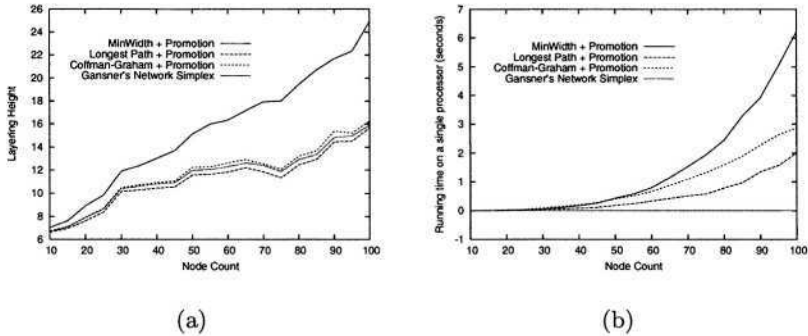 26
24
22
20
18
16
14
12
10
8
6
Layering Height
MinWidth + Promotion
Longest Path + Promotion
Coffman-Graham + Promotion
Gansner's Network Simplex
10 20 30 40 50 60 70 80 90 100
Node Count
(a)
7
6
5
4
3
2
1
0
-1
Running time on a single processor (seconds)
MinWidth + Promotion
Longest Path + Promotion
Coffman-Graham + Promotion
Gansner's Network Simplex
10 20 30 40 50 60 70 80 90 100
Node Count
(b)